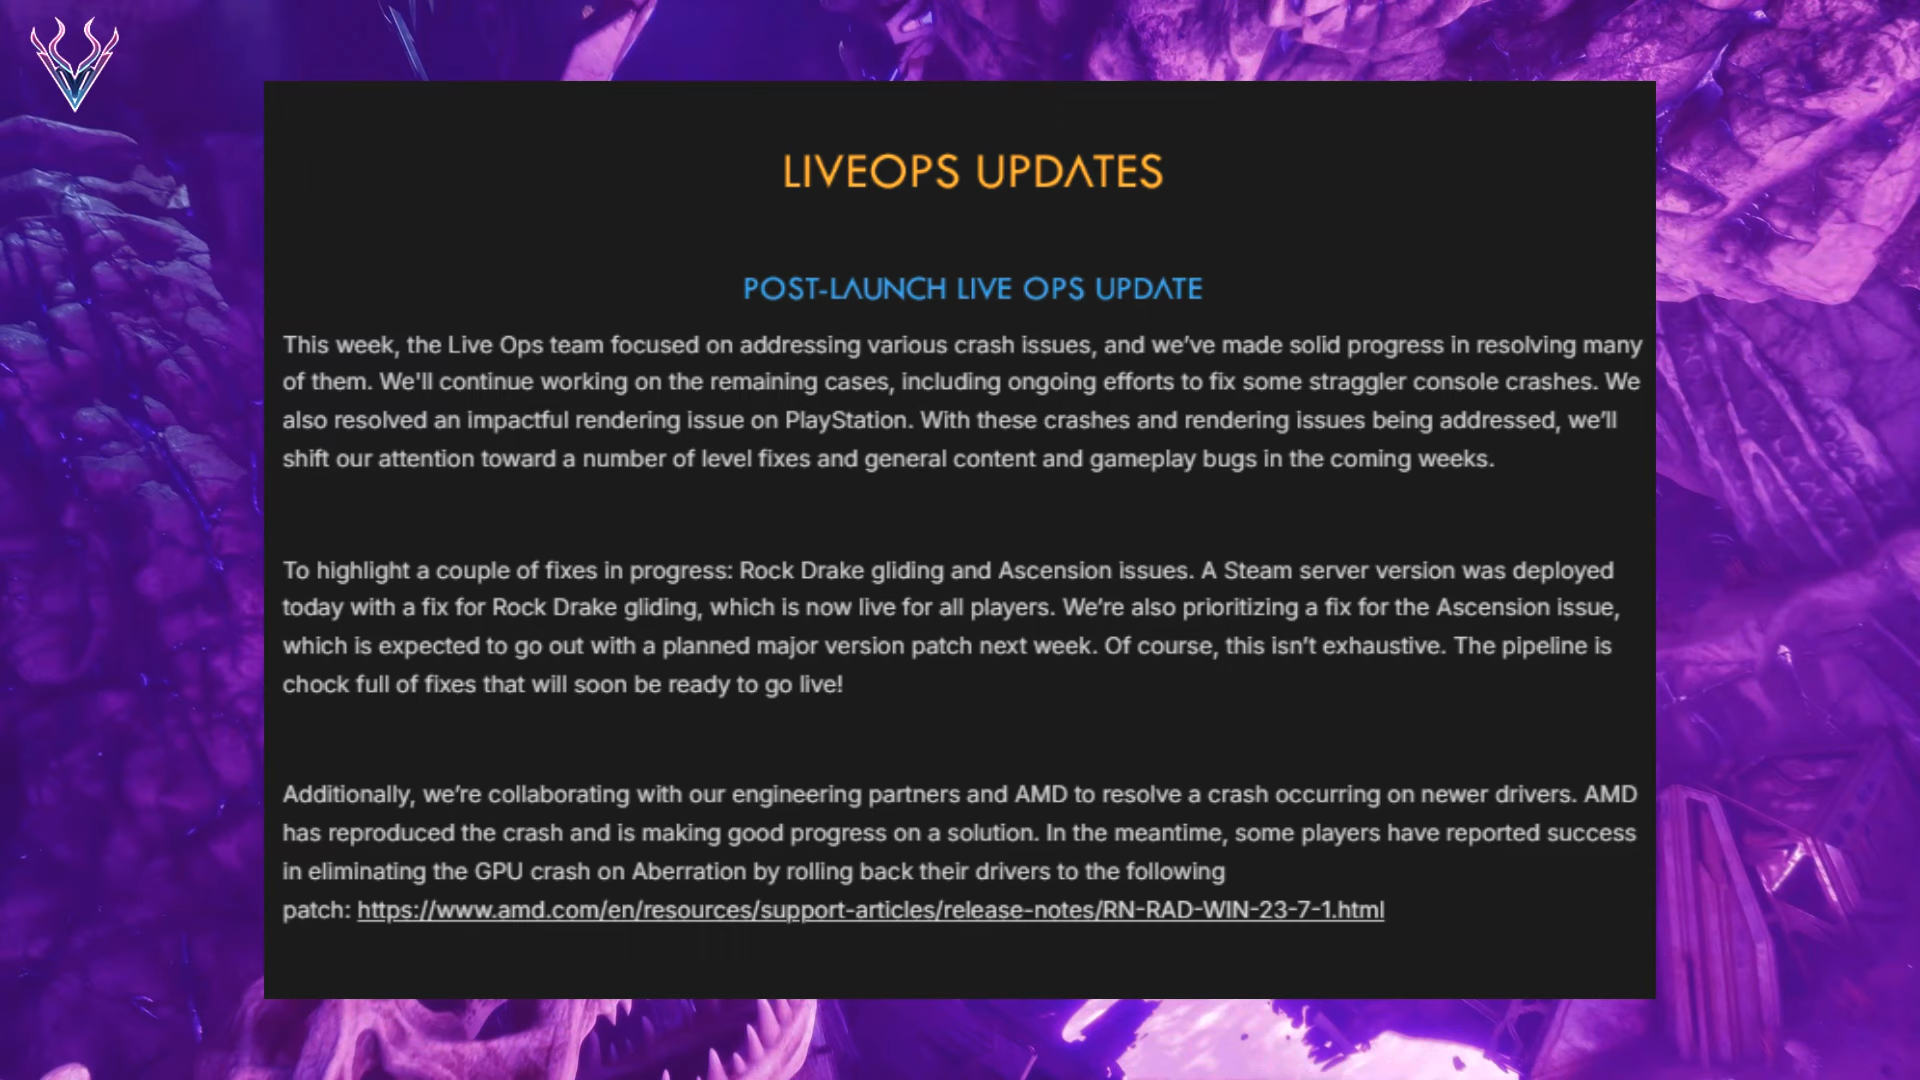 LIVEOPS UPDATES
POST-LAUNCH LIVE OPS UPDATE
This week, the Live Ops team focused on addressing various crash issues, and we’ve made solid progress in resolving many
of them. We'll continue working on the remaining cases, including ongoing efforts to fix some straggler console crashes. We
also resolved an impactful rendering issue on PlayStation. With these crashes and rendering issues being addressed, we’ll
shift our attention toward a number of level fixes and general content and gameplay bugs in the coming weeks.
To highlight a couple of fixes in progress: Rock Drake gliding and Ascension issues. A Steam server version was deployed
today with a fix for Rock Drake gliding, which is now live for all players. We’re also prioritizing a fix for the Ascension issue,
which is expected to go out with a planned major version patch next week. Of course, this isn’t exhaustive. The pipeline is
chock full of fixes that will soon be ready to go live!
Additionally, we’re collaborating with our engineering partners and AMD to resolve a crash occurring on newer drivers. AMD
has reproduced the crash and is making good progress on a solution. In the meantime, some players have reported success
in eliminating the GPU crash on Aberration by rolling back their drivers to the following
patch: https://www.amd.com/en/resources/support-articles/release-notes/RN-RAD-WIN-23-7-1.html